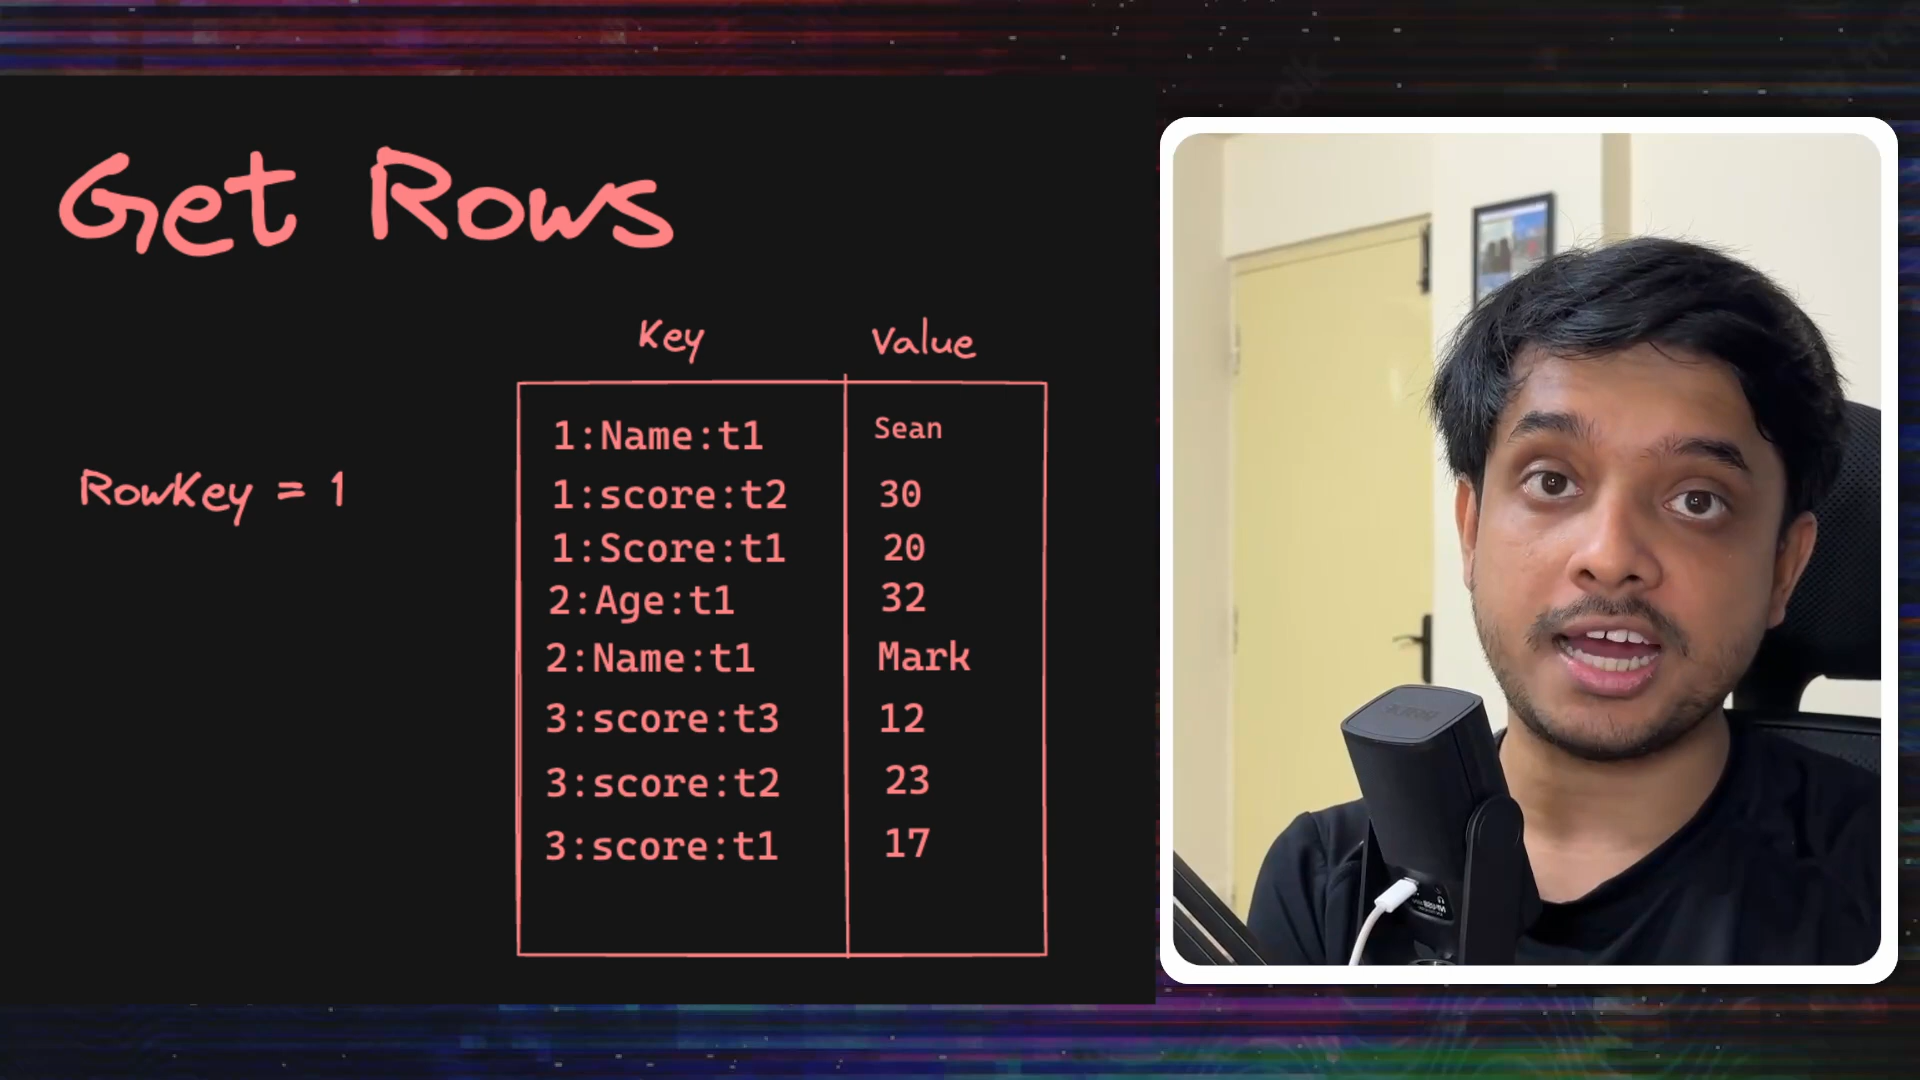 Get Rows
Key Value
1:Name:t1 Sean
RowKey = 1
1:score:t2 30
1:Score:t1 20
2:Age:t1 32
2:Name:t1 Mark
3:score:t3 12
3:score:t2 23
3:score:t1 17